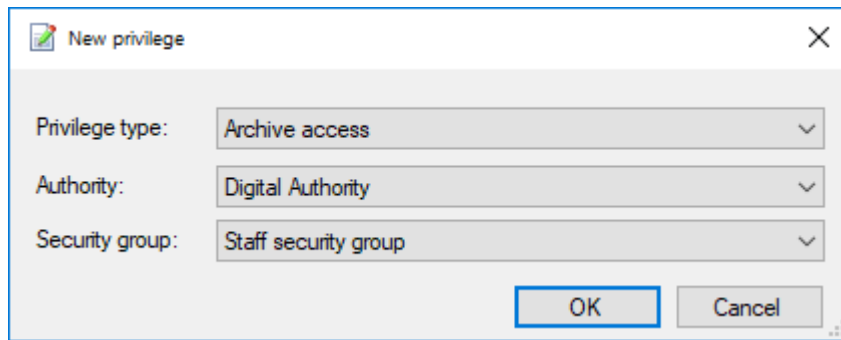 New privilege
Privilege type: Archive access
Authority: Digital Authority
Security group: Staff security group
OK Cancel